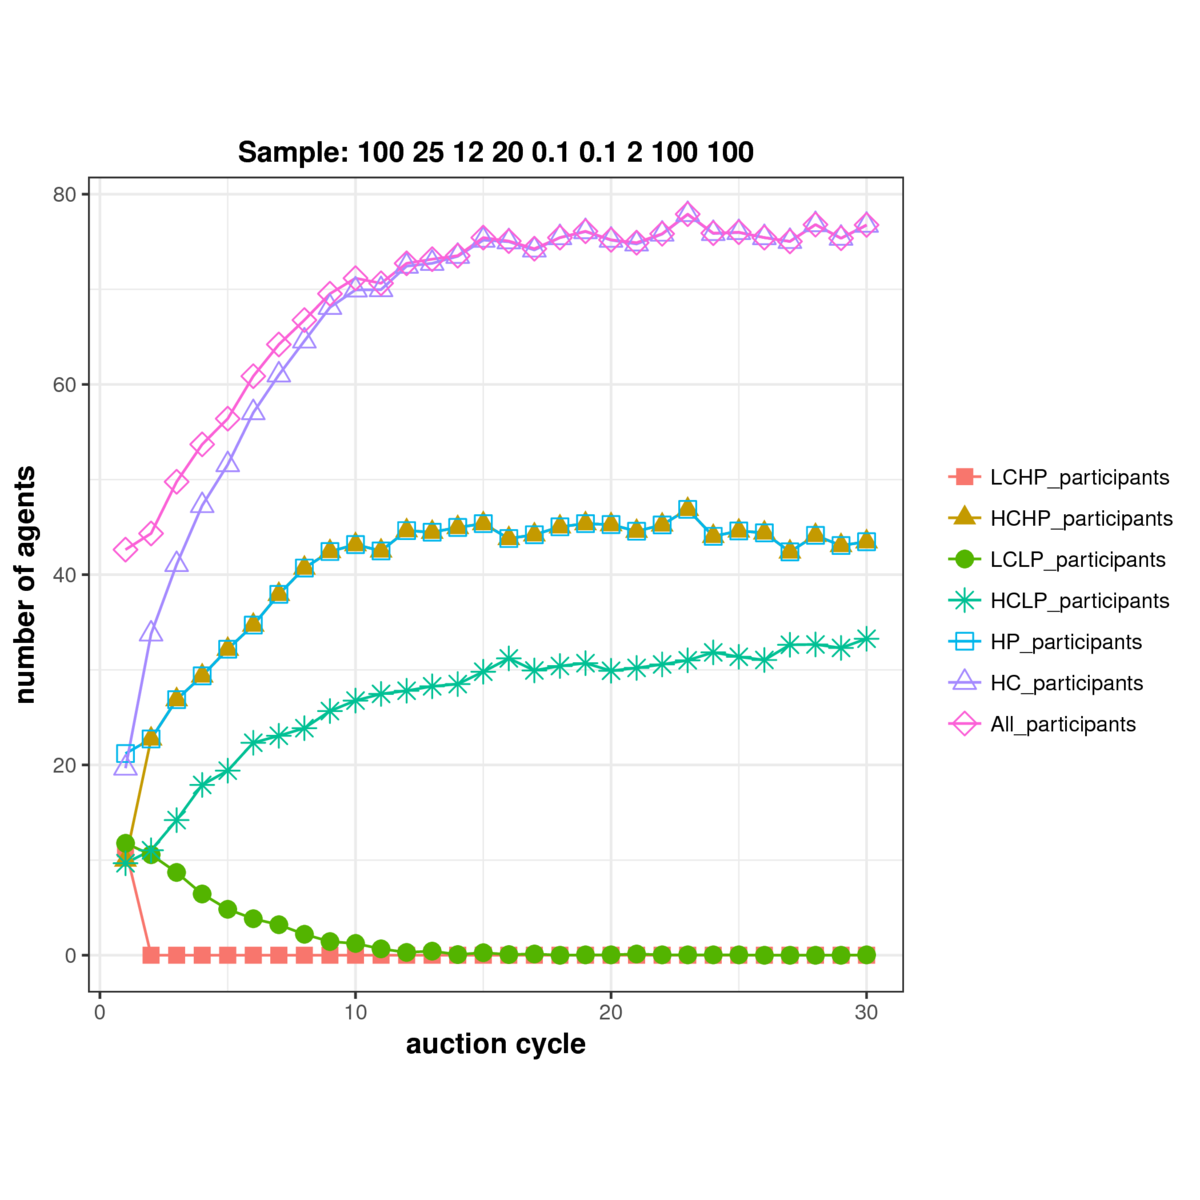 Sample: 100 25 12 20 0.1 0.1 2 100 100
80
60
40
20
0
number of agents
0 10 20 30
auction cycle
LCHP_participants
HCHP_participants
LCLP_participants
HCLP_participants
HP_participants
HC_participants
All_participants